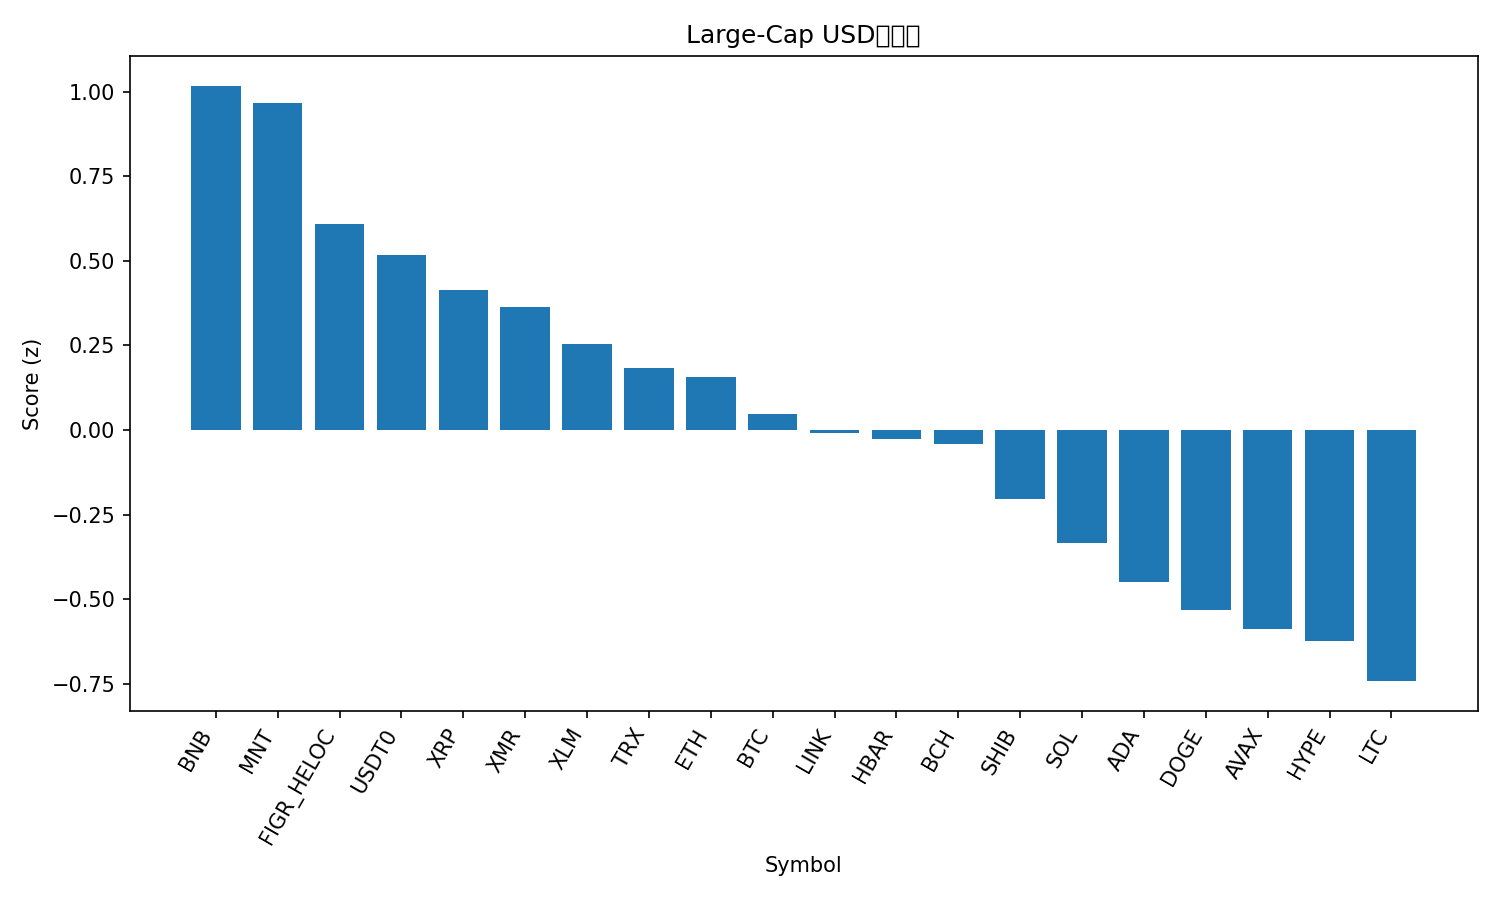 Large-Cap USD
Score (z)
1.00
0.75
0.50
0.25
0.00
−0.25
−0.50
−0.75
BNB
MNT
FIGR_HELOC
USDT0
XRP
XMR
XLM
TRX
ETH
BTC
LINK
HBAR
BCH
SHIB
SOL
ADA
DOGE
AVAX
HYPE
LTC
Symbol